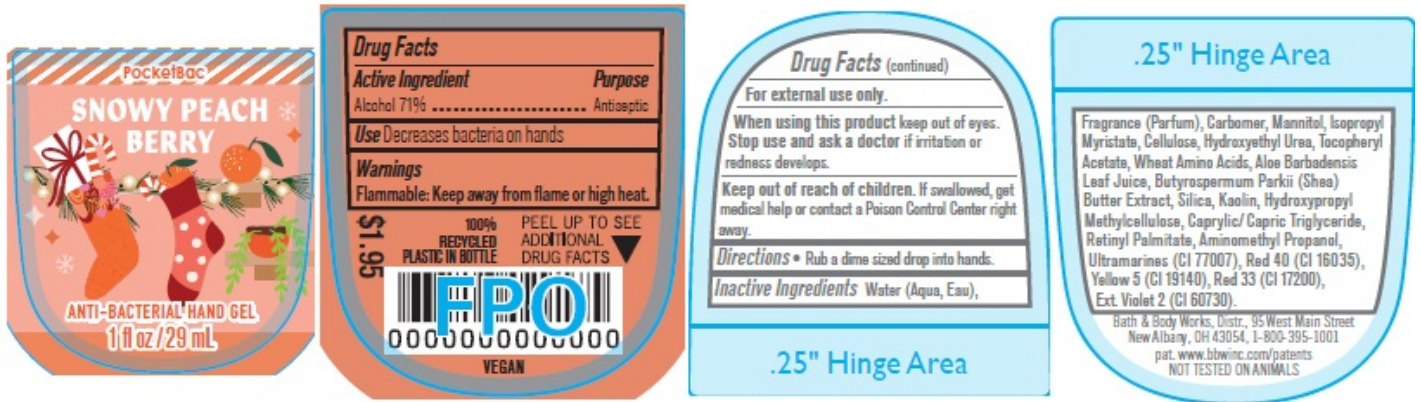 PocketBac
SNOWY PEACH
BERRY
ANTI-BACTERIAL HAND GEL
1 fl oz/29 mL
Drug Facts
Active Ingredient Purpose
Alcohol 71% ........................ Antiseptic
Use Decreases bacteria on hands
Warnings
Flammable: Keep away from flame or high heat.
$1.95
100%
RECYCLED
PLASTIC IN BOTTLE
PEEL UP TO SEE
ADDITIONAL
DRUG FACTS
FPO
0000000000000
VEGAN
Drug Facts (continued)
For external use only.
When using this product keep out of eyes.
Stop use and ask a doctor if irritation or
redness develops.
Keep out of reach of children. If swallowed, get
medical help or contact a Poison Control Center right
away.
Directions • Rub a dime sized drop into hands.
Inactive Ingredients Water (Aqua, Eau),
.25" Hinge Area
.25" Hinge Area
Fragrance (Parfum), Carbomer, Mannitol, Isopropyl
Myristate, Cellulose, Hydroxyethyl Urea, Tocopheryl
Acetate, Wheat Amino Acids, Aloe Barbadensis
Leaf Juice, Butyrospermum Parkii (Shea)
Butter Extract, Silica, Kaolin, Hydroxypropyl
Methylcellulose, Caprylic/ Capric Triglyceride,
Retinyl Palmitate, Aminomethyl Propanol,
Ultramarines (CI 77007), Red 40 (CI 16035),
Yellow 5 (CI 19140), Red 33 (CI 17200),
Ext. Violet 2 (CI 60730).
Bath & Body Works, Distr., 95 West Main Street
New Albany, OH 43054, 1-800-395-1001
pat. www.bbwinc.com/patents
NOT TESTED ON ANIMALS